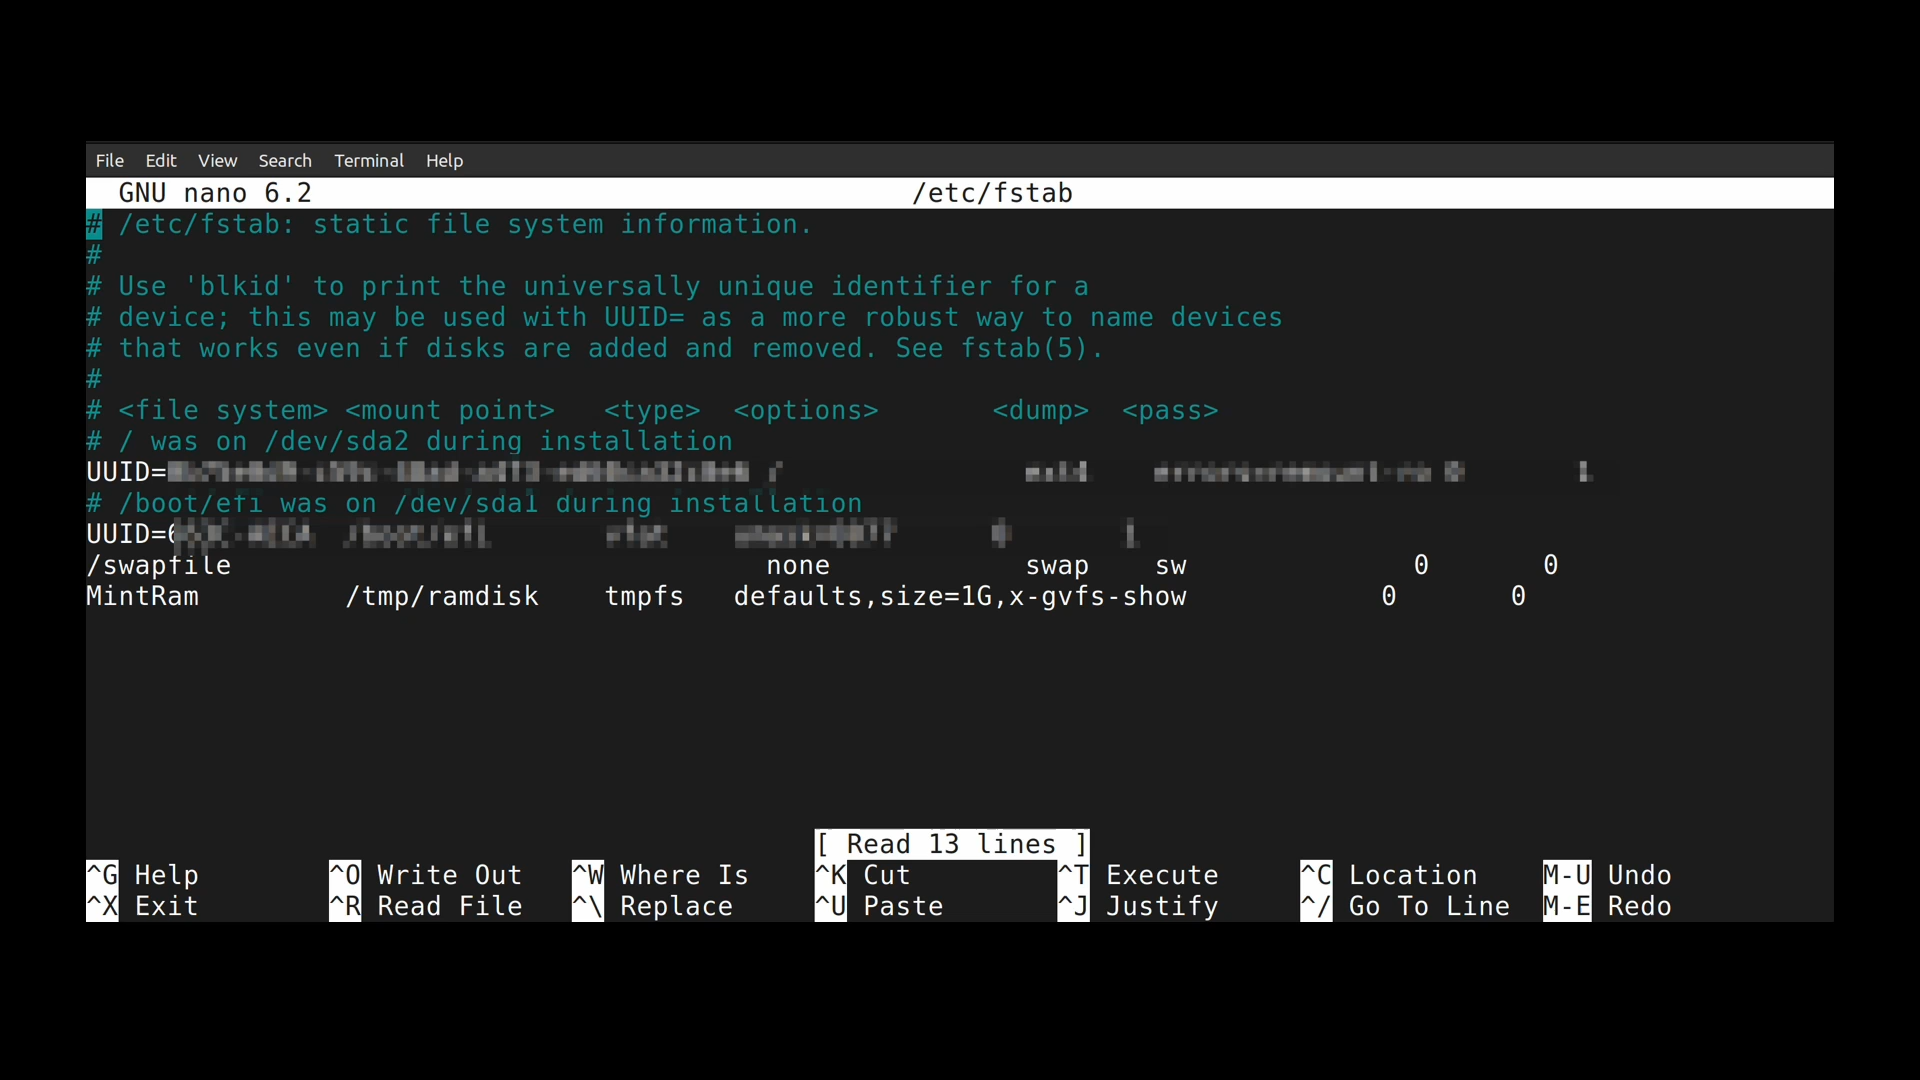 File Edit View Search Terminal Help
GNU nano 6.2 /etc/fstab
# /etc/fstab: static file system information.
#
# Use 'blkid' to print the universally unique identifier for a
# device; this may be used with UUID= as a more robust way to name devices
# that works even if disks are added and removed. See fstab(5).
#
# <file system> <mount point> <type> <options> <dump> <pass>
# / was on /dev/sda2 during installation
UUID=
# /boot/efi was on /dev/sda1 during installation
UUID=6
/swapfile none swap sw 0 0
MintRam /tmp/ramdisk tmpfs defaults,size=1G,x-gvfs-show 0 0
[ Read 13 lines ]
^G Help ^O Write Out ^W Where Is ^K Cut ^T Execute ^C Location M-U Undo
^X Exit ^R Read File ^\ Replace ^U Paste ^J Justify ^/ Go To Line M-E Redo